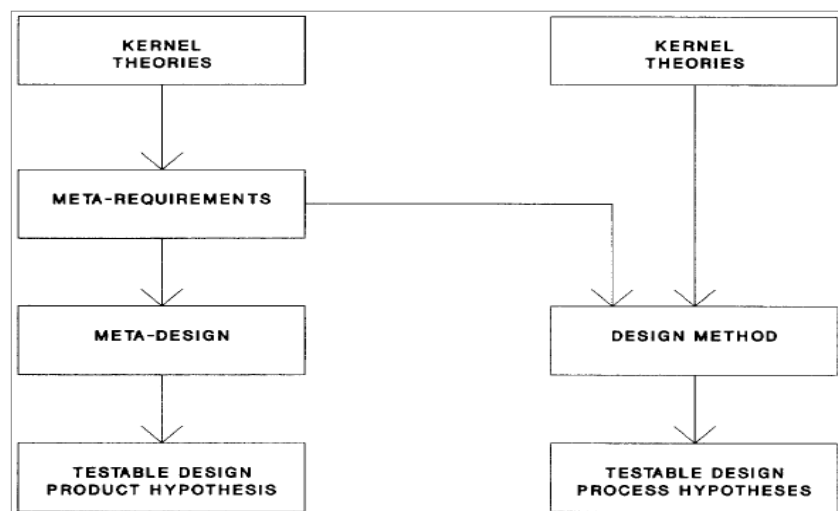 KERNEL
THEORIES
KERNEL
THEORIES
META-REQUIREMENTS
META-DESIGN
DESIGN METHOD
TESTABLE DESIGN
PRODUCT HYPOTHESIS
TESTABLE DESIGN
PROCESS HYPOTHESES